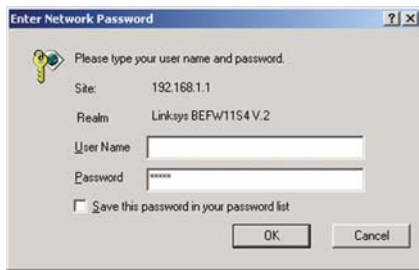 Enter Network Password
Please type your user name and password.
Site: 192.168.1.1
Realm Linksys BEFW11S4 V.2
User Name
Password *****
Save this password in your password list
OK Cancel